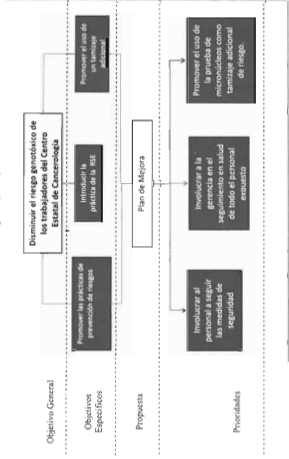 Objetivo General
Disminuir el riesgo genotóxico de
los trabajadores del Centro
Estatal de Cancerología
Objetivos
Específicos
Promover las prácticas de
prevención de riesgos
Introducir la
práctica de la RSE
Promover el uso de
un tamizaje
adicional
Propuesta
Plan de Mejora
Prioridades
Involucrar al
personal a seguir
las medidas de
seguridad
Involucrar a la
gerencia en el
seguimiento en salud
de todo el personal
expuesto
Promover el uso de
la prueba de
micronúcleos como
tamizaje adicional
de riesgo.